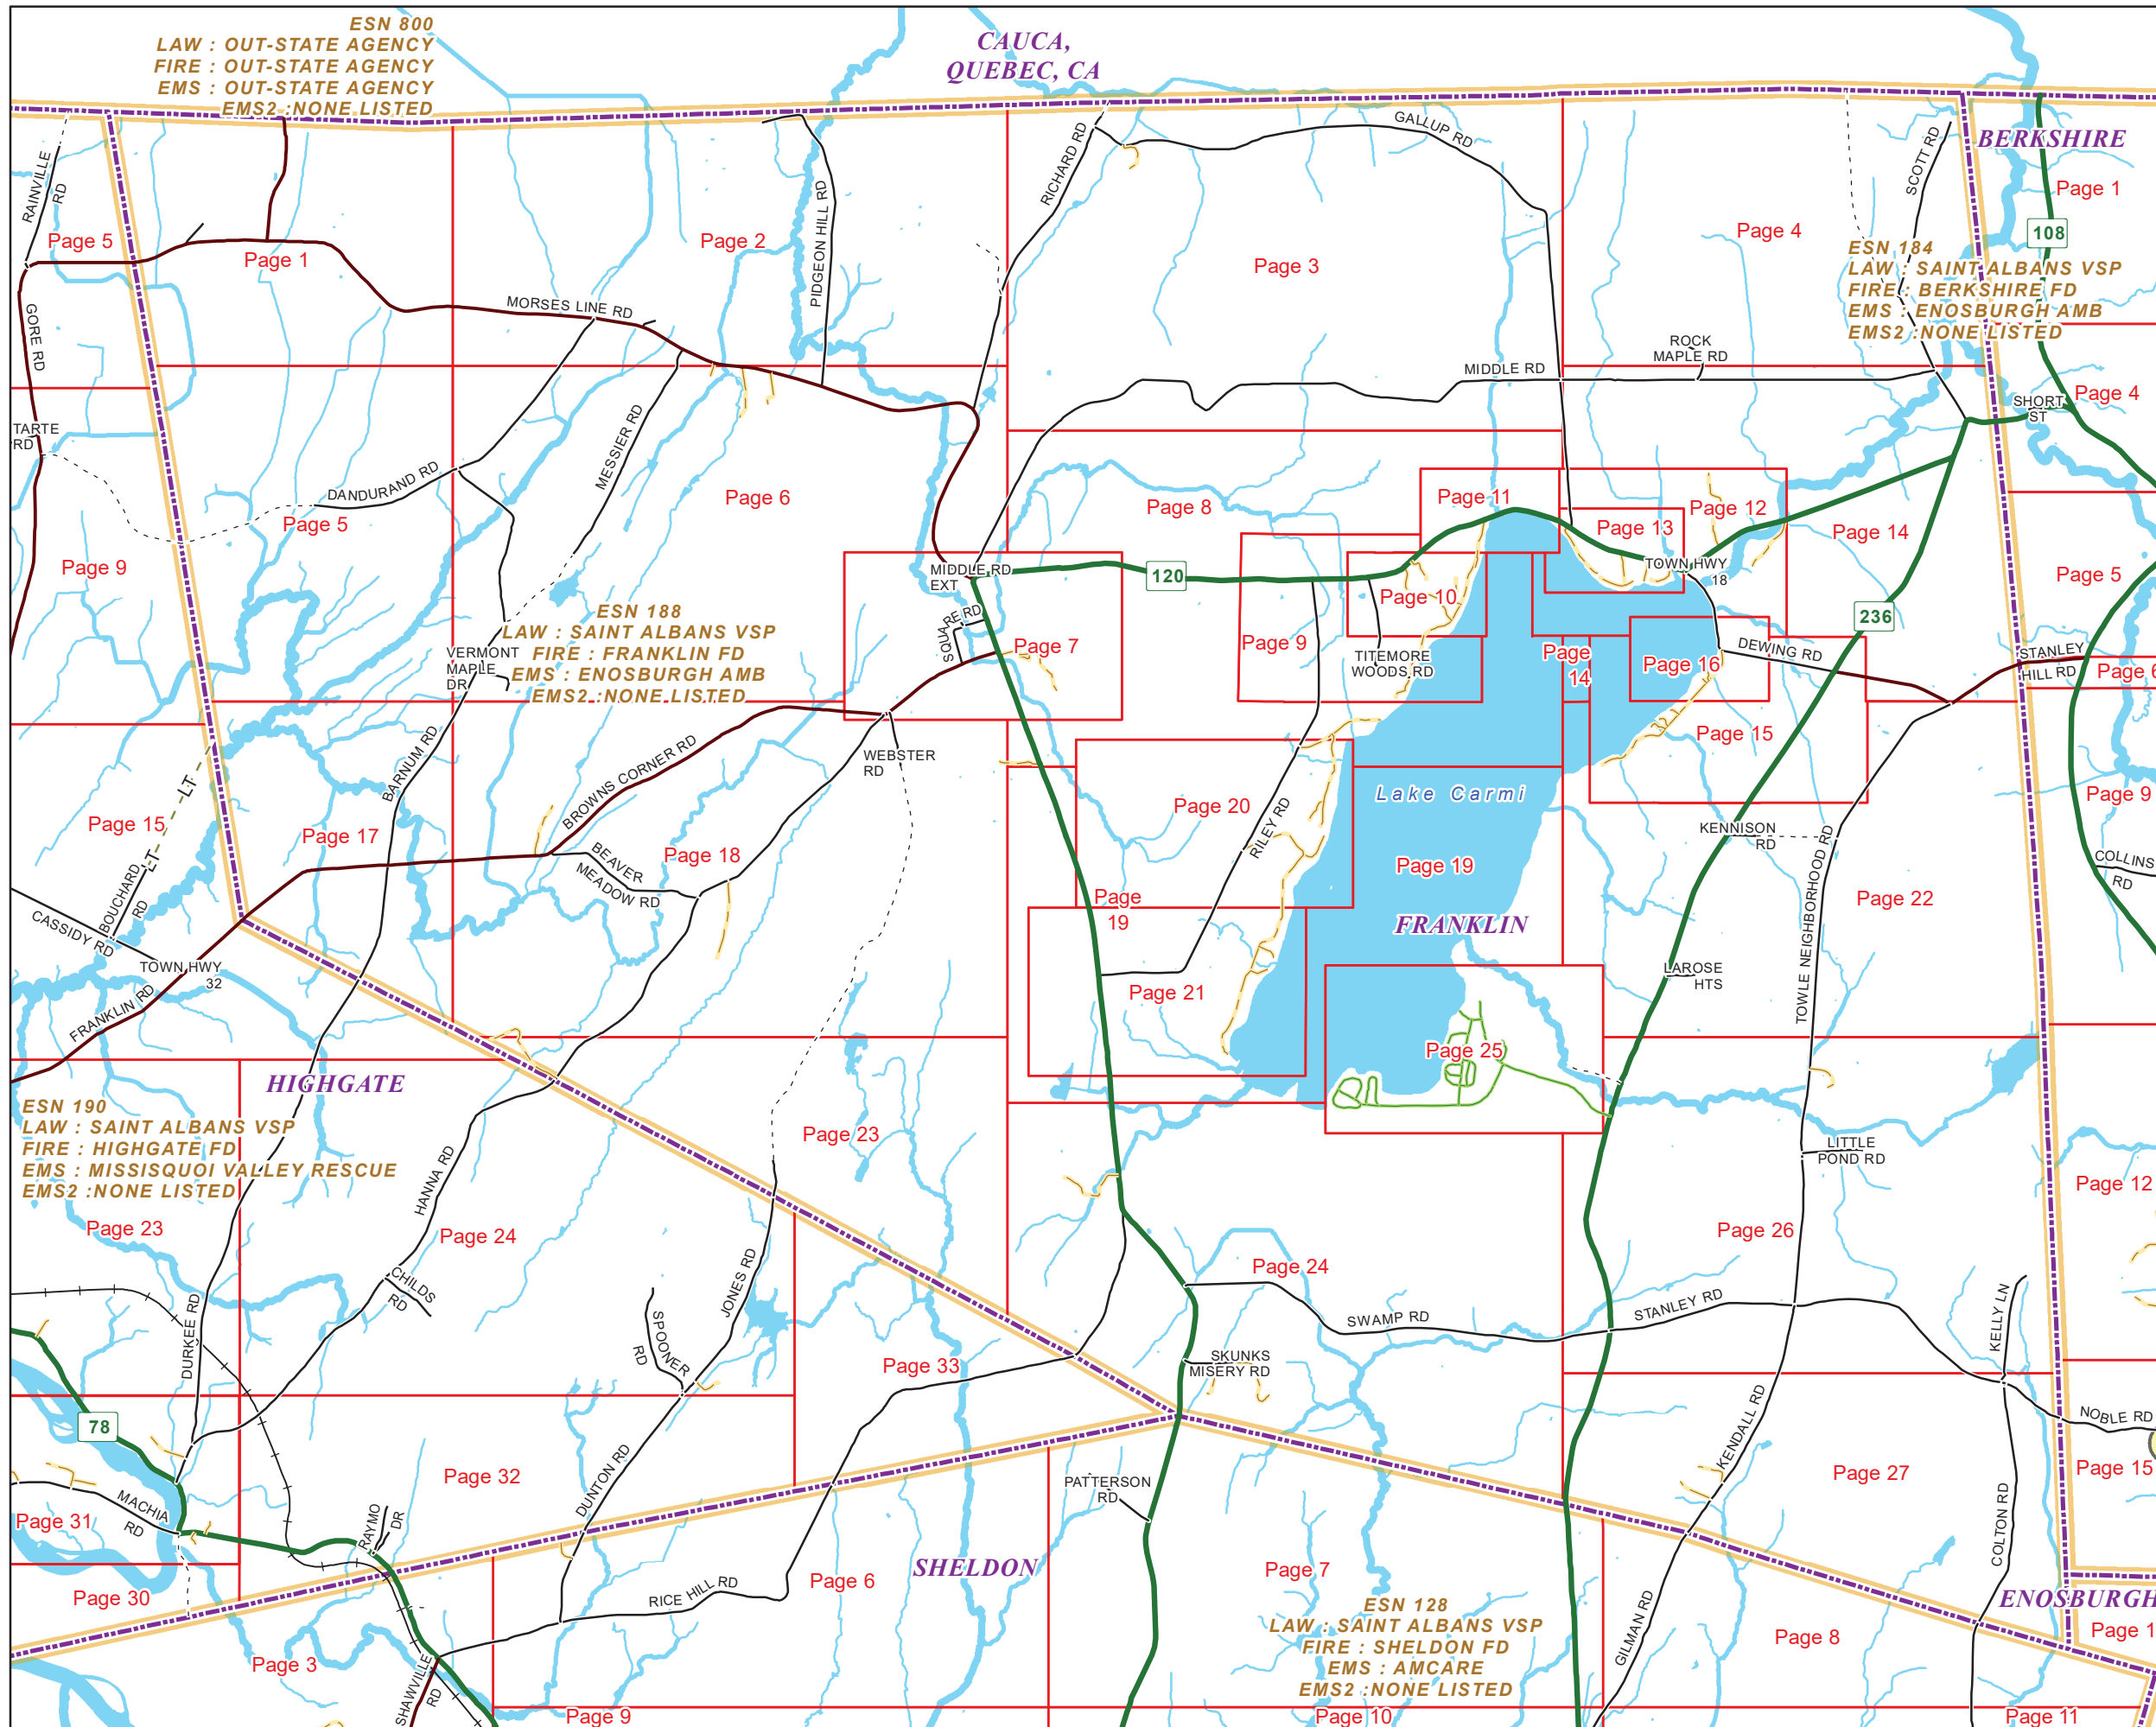 ESN 800
LAW : OUT-STATE AGENCY
FIRE : OUT-STATE AGENCY
EMS : OUT-STATE AGENCY
EMS2 :NONE LISTED
CAUCA,
QUEBEC, CA
BERKSHIRE
RAINVILLE
RD
Page 5
Page 1
Page 2
PIDGEON HILL RD
RICHARD RD
GALLUP RD
Page 3
Page 4
SCOTT RD
Page 1
108
ESN 184
LAW : SAINT ALBANS VSP
FIRE : BERKSHIRE FD
EMS : ENOSBURGH AMB
EMS2 :NONE LISTED
GORE RD
MORSES LINE RD
ROCK
MAPLE RD
MIDDLE RD
SHORT
ST
Page 4
TARTE
RD
DANDURAND RD
MESSIER RD
Page 5
Page 6
Page 8
Page 11
Page 12
Page 13
Page 14
Page 9
MIDDLE RD
EXT
120
TOWN HWY
18
Page 5
236
ESN 188
LAW : SAINT ALBANS VSP
FIRE : FRANKLIN FD
EMS : ENOSBURGH AMB
EMS2 :NONE LISTED
VERMONT
MAPLE
DR
SQUARE RD
Page 7
Page 9
Page 10
TITEMORE
WOODS RD
Page
14
Page 16
DEWING RD
STANLEY
HILL RD
Page 6
Page 15
BARNUM RD
BROWNS CORNER RD
WEBSTER
RD
Lake Carmi
Page 9
LT
LT
Page 15
Page 17
Page 18
Page 20
RILEY RD
KENNISON
RD
BEAVER
MEADOW RD
Page 19
COLLINS
RD
BOUCHARD
RD
CASSIDY RD
Page
19
FRANKLIN
TOWLE NEIGHBORHOOD RD
Page 22
TOWN HWY
32
FRANKLIN RD
Page 21
LAROSE
HTS
Page 25
HIGHGATE
ESN 190
LAW : SAINT ALBANS VSP
FIRE : HIGHGATE FD
EMS : MISSISQUOI VALLEY RESCUE
EMS2 :NONE LISTED
Page 23
LITTLE
POND RD
Page 12
HANNA RD
Page 23
Page 24
Page 26
Page 24
CHILDS
RD
JONES RD
DURKEE RD
SPOONER
RD
SWAMP RD
STANLEY RD
KELLY LN
Page 33
SKUNKS
MISERY RD
78
KENDALL RD
NOBLE RD
Page 32
DUNTON RD
PATTERSON
RD
Page 27
Page 15
MACHIA
RD
Page 31
RAYMO
DR
COLTON RD
Page 30
SHELDON
Page 7
RICE HILL RD
Page 6
ENOSBURGH
ESN 128
LAW : SAINT ALBANS VSP
FIRE : SHELDON FD
EMS : AMCARE
EMS2 :NONE LISTED
GILMAN RD
Page 8
Page 1
Page 3
SHAWVILLE
RD
Page 9
Page 10
Page 11